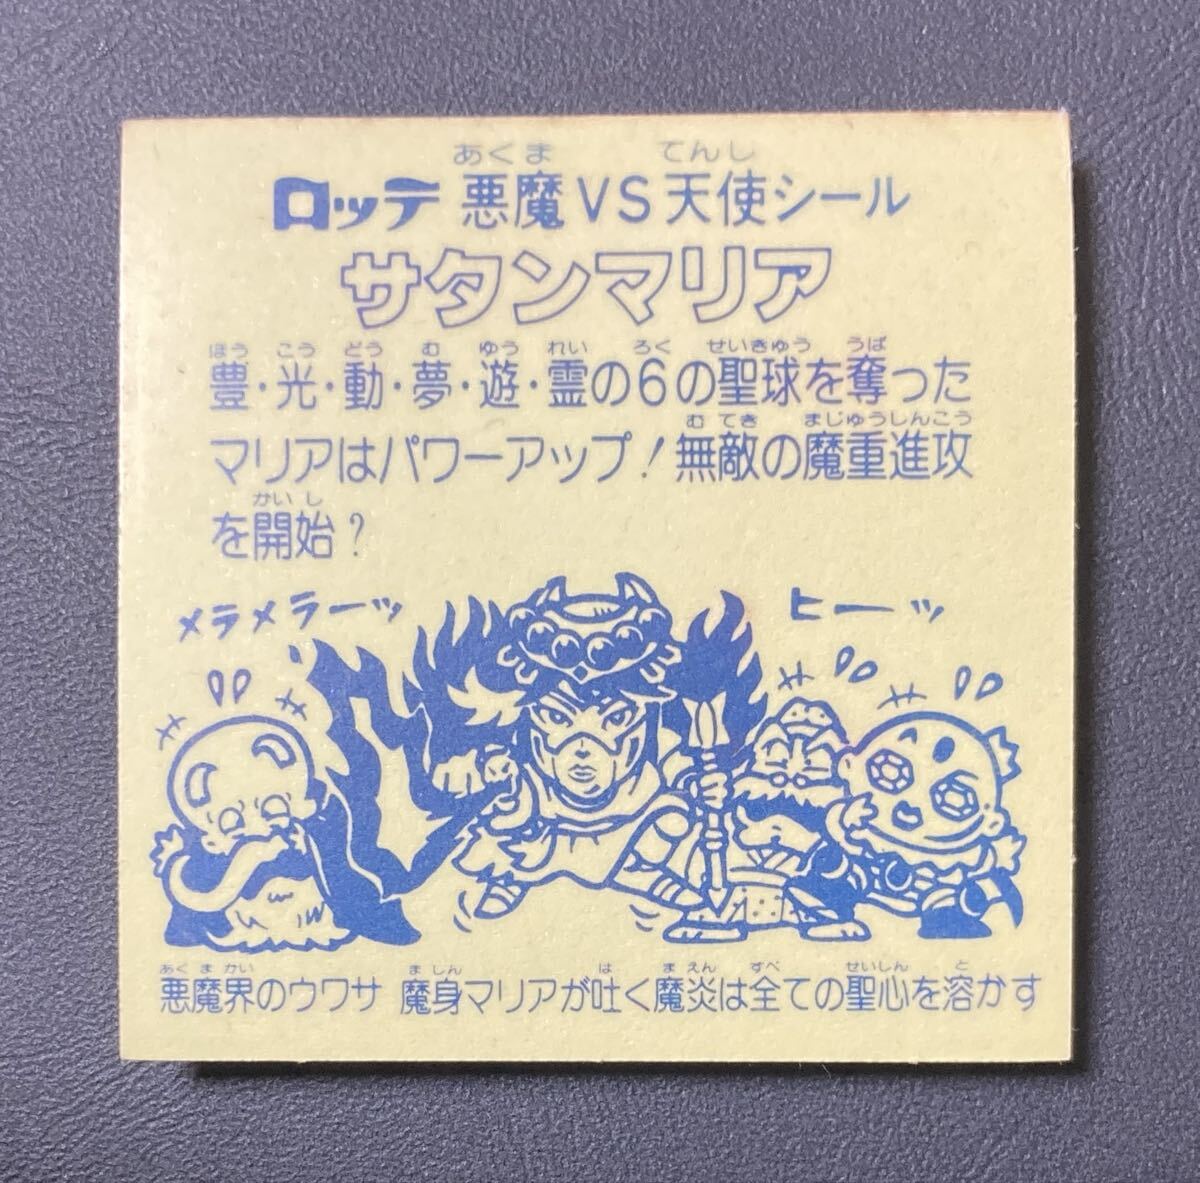 あくま てんし
ロッテ 悪魔VS天使シール
サタンマリア
ほう こう どう む ゆう れい ろく せいきゅう うば
豊・光・動・夢・遊・霊の6の聖球を奪った
むてき まじゅうしんこう
マリアはパワーアップ!無敵の魔重進攻
かいし
を開始?
メラメラーッ
ヒーッ
あくまかい ましん は まえん すべ せいしん と
悪魔界のウワサ 魔身マリアが吐く魔炎は全ての聖心を溶かす